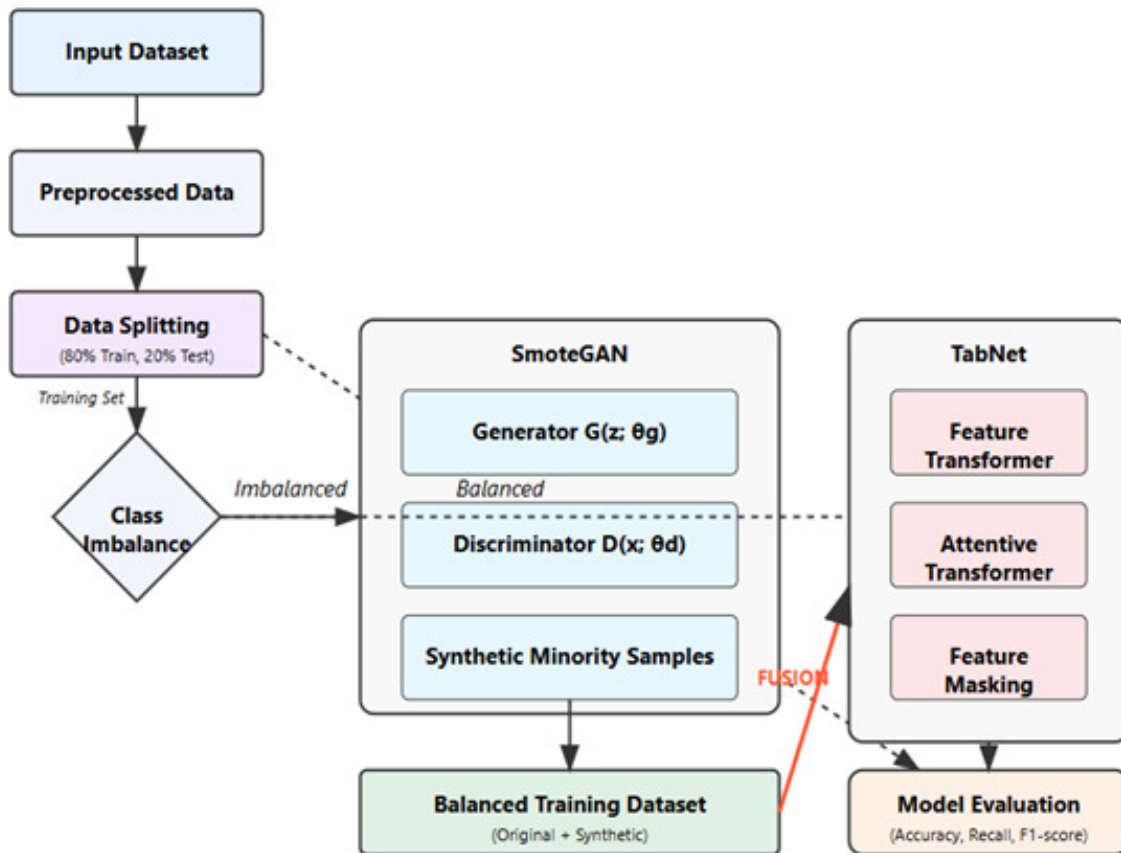 Input Dataset
Preprocessed Data
Data Splitting
(80% Train, 20% Test)
Training Set
Class
Imbalance
Imbalanced
Balanced
SmoteGAN
Generator G(z; θg)
Discriminator D(x; θd)
Synthetic Minority Samples
FUSION
Balanced Training Dataset
(Original + Synthetic)
TabNet
Feature
Transformer
Attentive
Transformer
Feature
Masking
Model Evaluation
(Accuracy, Recall, F1-score)